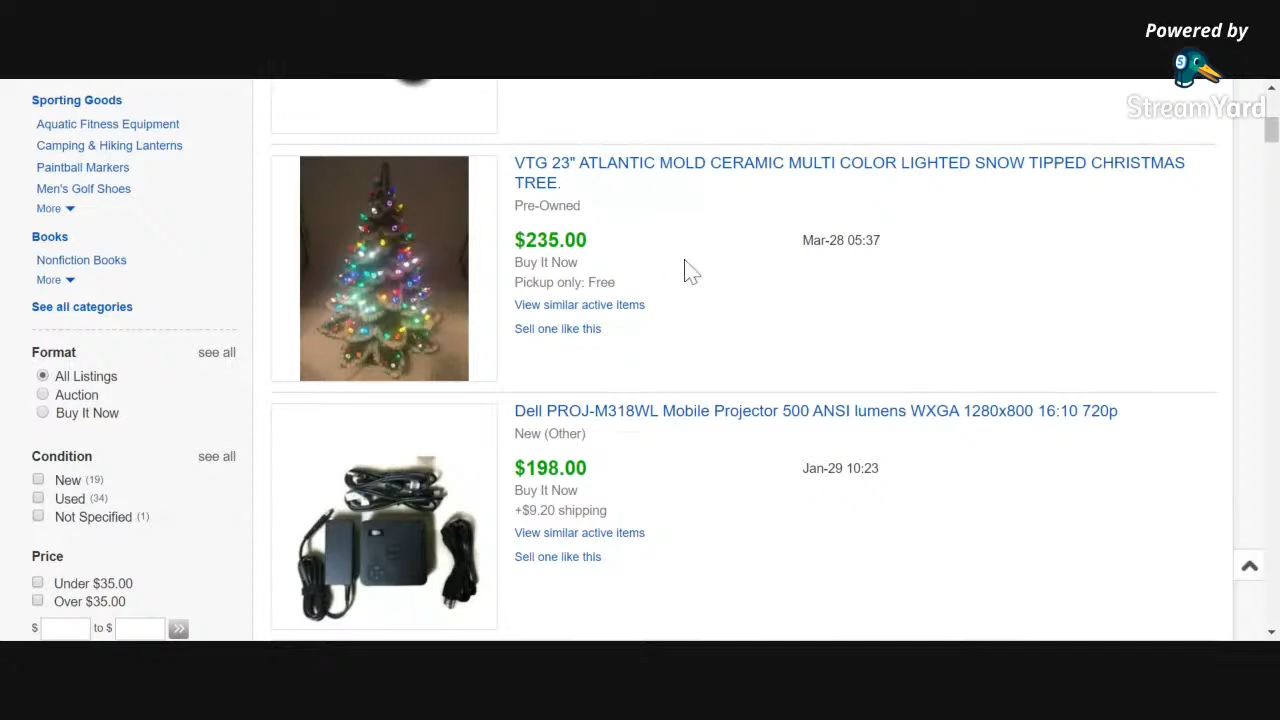 Powered by
StreamYard
Sporting Goods
Aquatic Fitness Equipment
Camping & Hiking Lanterns
Paintball Markers
Men's Golf Shoes
More
Books
Nonfiction Books
More
See all categories
Format see all
All Listings
Auction
Buy It Now
Condition see all
New (19)
Used (34)
Not Specified (1)
Price
Under $35.00
Over $35.00
$ to $
VTG 23" ATLANTIC MOLD CERAMIC MULTI COLOR LIGHTED SNOW TIPPED CHRISTMAS
TREE.
Pre-Owned
$235.00 Mar-28 05:37
Buy It Now
Pickup only: Free
View similar active items
Sell one like this
Dell PROJ-M318WL Mobile Projector 500 ANSI lumens WXGA 1280x800 16:10 720p
New (Other)
$198.00 Jan-29 10:23
Buy It Now
+$9.20 shipping
View similar active items
Sell one like this